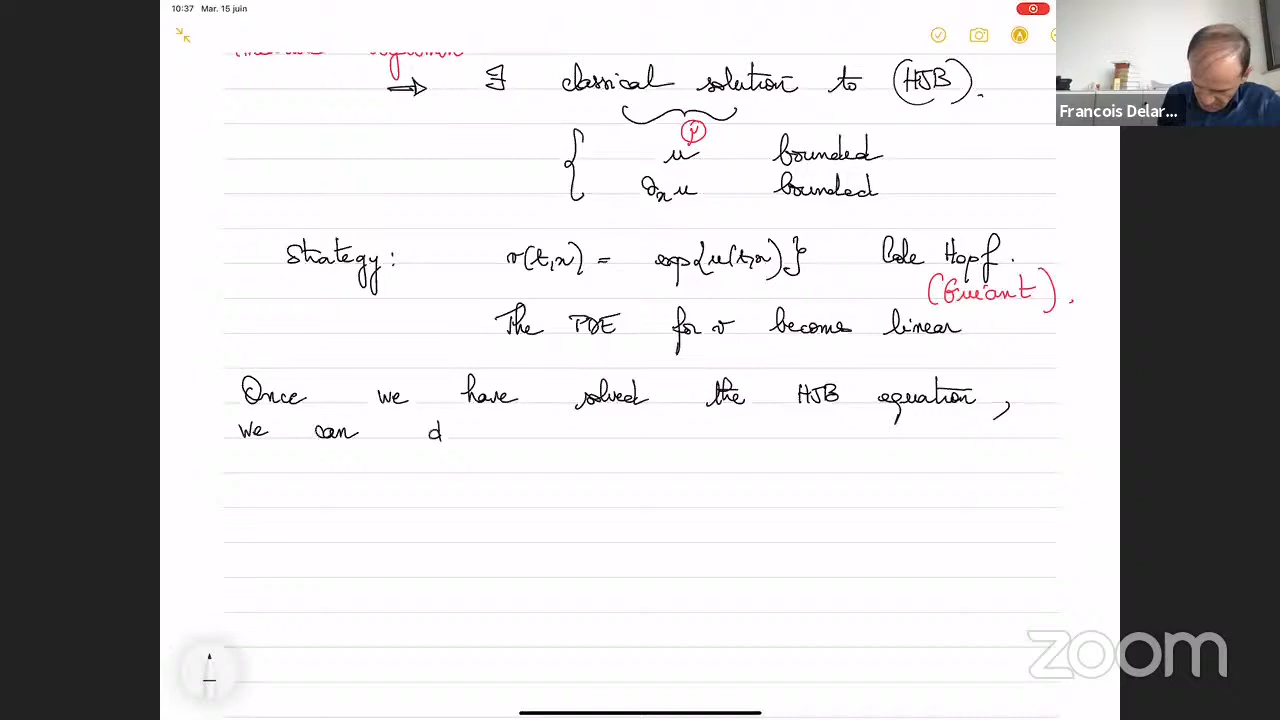 10:37 Mar. 15 juin
⇒ ∃ classical solution to (HJB).
u^μ bounded
∂_x u bounded
Strategy: v(t,x) = exp{u(t,x)} Cole Hopf.
(Guéant).
The PDE for v become linear
Once we have solved the HJB equation,
we can d
Francois Delar...
zoom